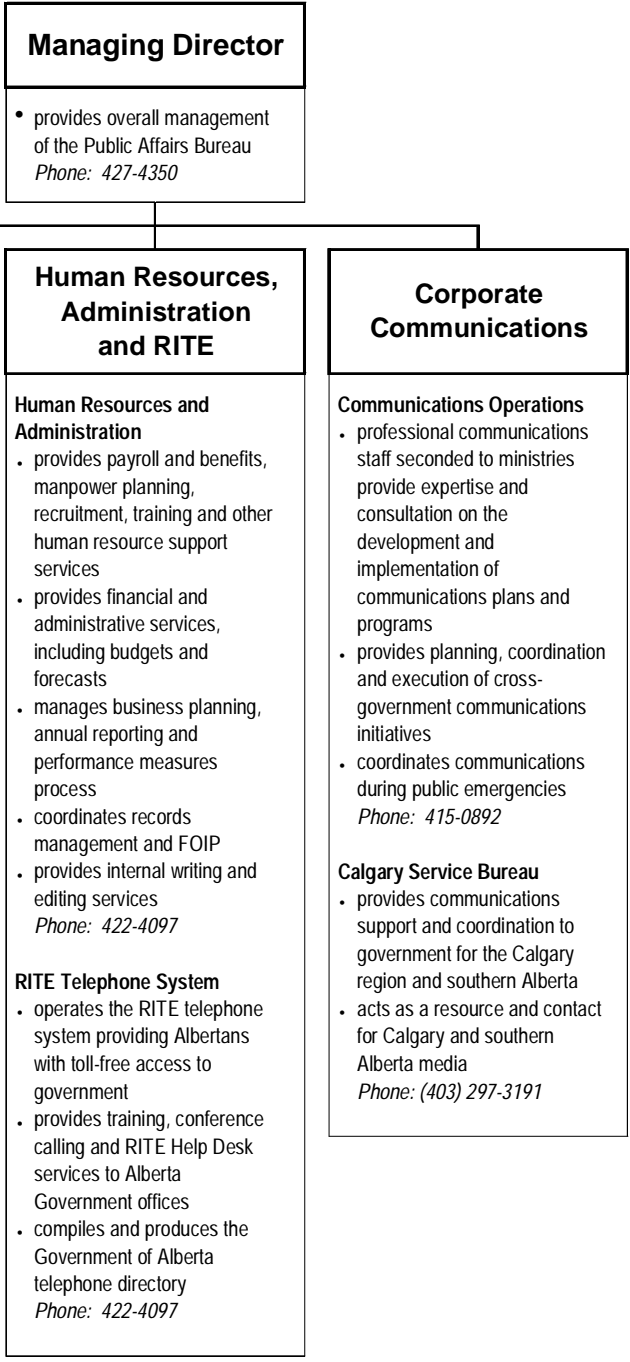 Managing Director
• provides overall management
of the Public Affairs Bureau
Phone: 427-4350
Human Resources,
Administration
and RITE
Human Resources and
Administration
• provides payroll and benefits,
manpower planning,
recruitment, training and other
human resource support
services
• provides financial and
administrative services,
including budgets and
forecasts
• manages business planning,
annual reporting and
performance measures
process
• coordinates records
management and FOIP
• provides internal writing and
editing services
Phone: 422-4097
RITE Telephone System
• operates the RITE telephone
system providing Albertans
with toll-free access to
government
• provides training, conference
calling and RITE Help Desk
services to Alberta
Government offices
• compiles and produces the
Government of Alberta
telephone directory
Phone: 422-4097
Corporate
Communications
Communications Operations
• professional communications
staff seconded to ministries
provide expertise and
consultation on the
development and
implementation of
communications plans and
programs
• provides planning, coordination
and execution of cross-
government communications
initiatives
• coordinates communications
during public emergencies
Phone: 415-0892
Calgary Service Bureau
• provides communications
support and coordination to
government for the Calgary
region and southern Alberta
• acts as a resource and contact
for Calgary and southern
Alberta media
Phone: (403) 297-3191